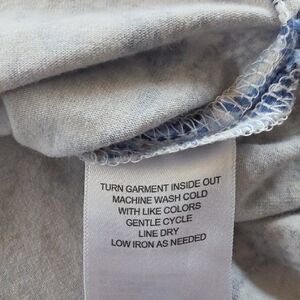 TURN GARMENT INSIDE OUT
MACHINE WASH COLD
WITH LIKE COLORS
GENTLE CYCLE
LINE DRY
LOW IRON AS NEEDED